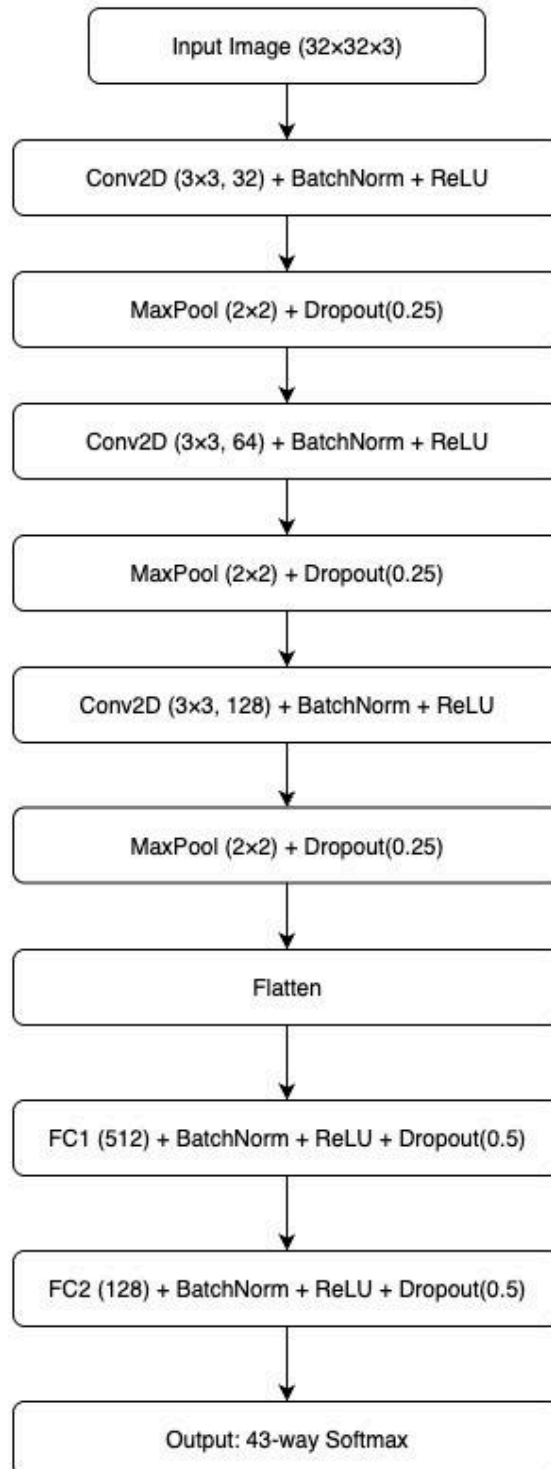 Input Image (32×32×3)
Conv2D (3×3, 32) + BatchNorm + ReLU
MaxPool (2×2) + Dropout(0.25)
Conv2D (3×3, 64) + BatchNorm + ReLU
MaxPool (2×2) + Dropout(0.25)
Conv2D (3×3, 128) + BatchNorm + ReLU
MaxPool (2×2) + Dropout(0.25)
Flatten
FC1 (512) + BatchNorm + ReLU + Dropout(0.5)
FC2 (128) + BatchNorm + ReLU + Dropout(0.5)
Output: 43-way Softmax